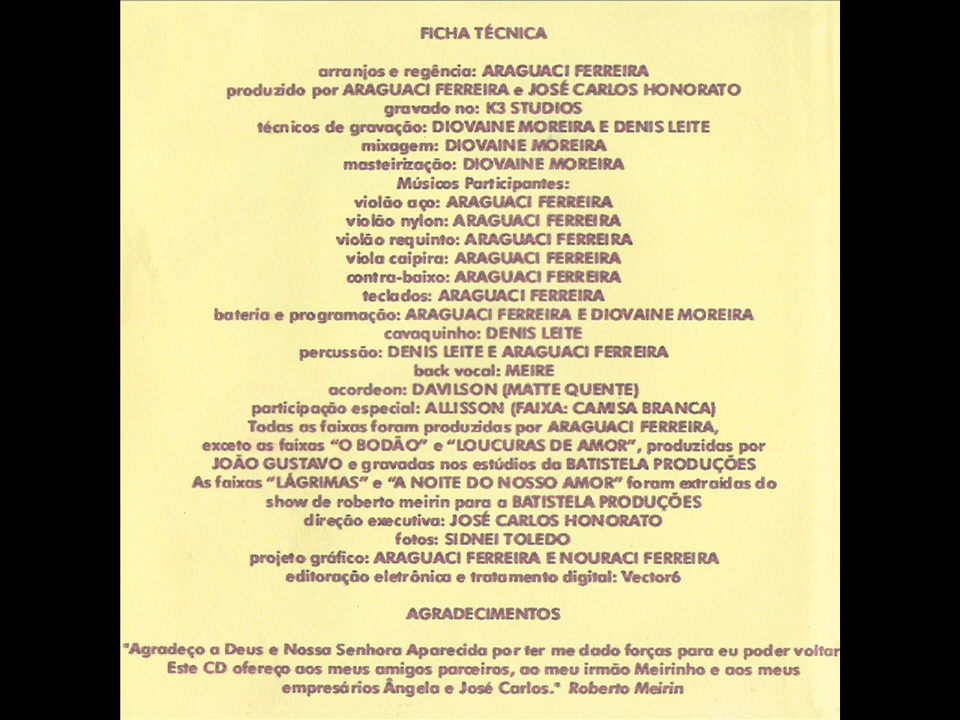 FICHA TÉCNICA
arranjos e regência: ARAGUACI FERREIRA
produzido por ARAGUACI FERREIRA e JOSÉ CARLOS HONORATO
gravado no: K3 STUDIOS
técnicos de gravação: DIOVAINE MOREIRA E DENIS LEITE
mixagem: DIOVAINE MOREIRA
masteirização: DIOVAINE MOREIRA
Músicos Participantes:
violão aço: ARAGUACI FERREIRA
violão nylon: ARAGUACI FERREIRA
violão requinto: ARAGUACI FERREIRA
viola caipira: ARAGUACI FERREIRA
contra-baixo: ARAGUACI FERREIRA
teclados: ARAGUACI FERREIRA
bateria e programação: ARAGUACI FERREIRA E DIOVAINE MOREIRA
cavaquinho: DENIS LEITE
percussão: DENIS LEITE E ARAGUACI FERREIRA
back vocal: MEIRE
acordeon: DAVILSON (MATTE QUENTE)
participação especial: ALLISSON (FAIXA: CAMISA BRANCA)
Todas as faixas foram produzidas por ARAGUACI FERREIRA,
exceto as faixas “O BODÃO” e “LOUCURAS DE AMOR”, produzidas por
JOÃO GUSTAVO e gravadas nos estúdios da BATISTELA PRODUÇÕES
As faixas “LÁGRIMAS” e “A NOITE DO NOSSO AMOR” foram extraidas do
show de roberto meirin para a BATISTELA PRODUÇÕES
direção executiva: JOSÉ CARLOS HONORATO
fotos: SIDNEI TOLEDO
projeto gráfico: ARAGUACI FERREIRA E NOURACI FERREIRA
editoração eletrônica e tratamento digital: Vector6
AGRADECIMENTOS
"Agradeço a Deus e Nossa Senhora Aparecida por ter me dado forças para eu poder voltar
Este CD ofereço aos meus amigos parceiros, ao meu irmão Meirinho e aos meus
empresários Ângela e José Carlos." Roberto Meirin